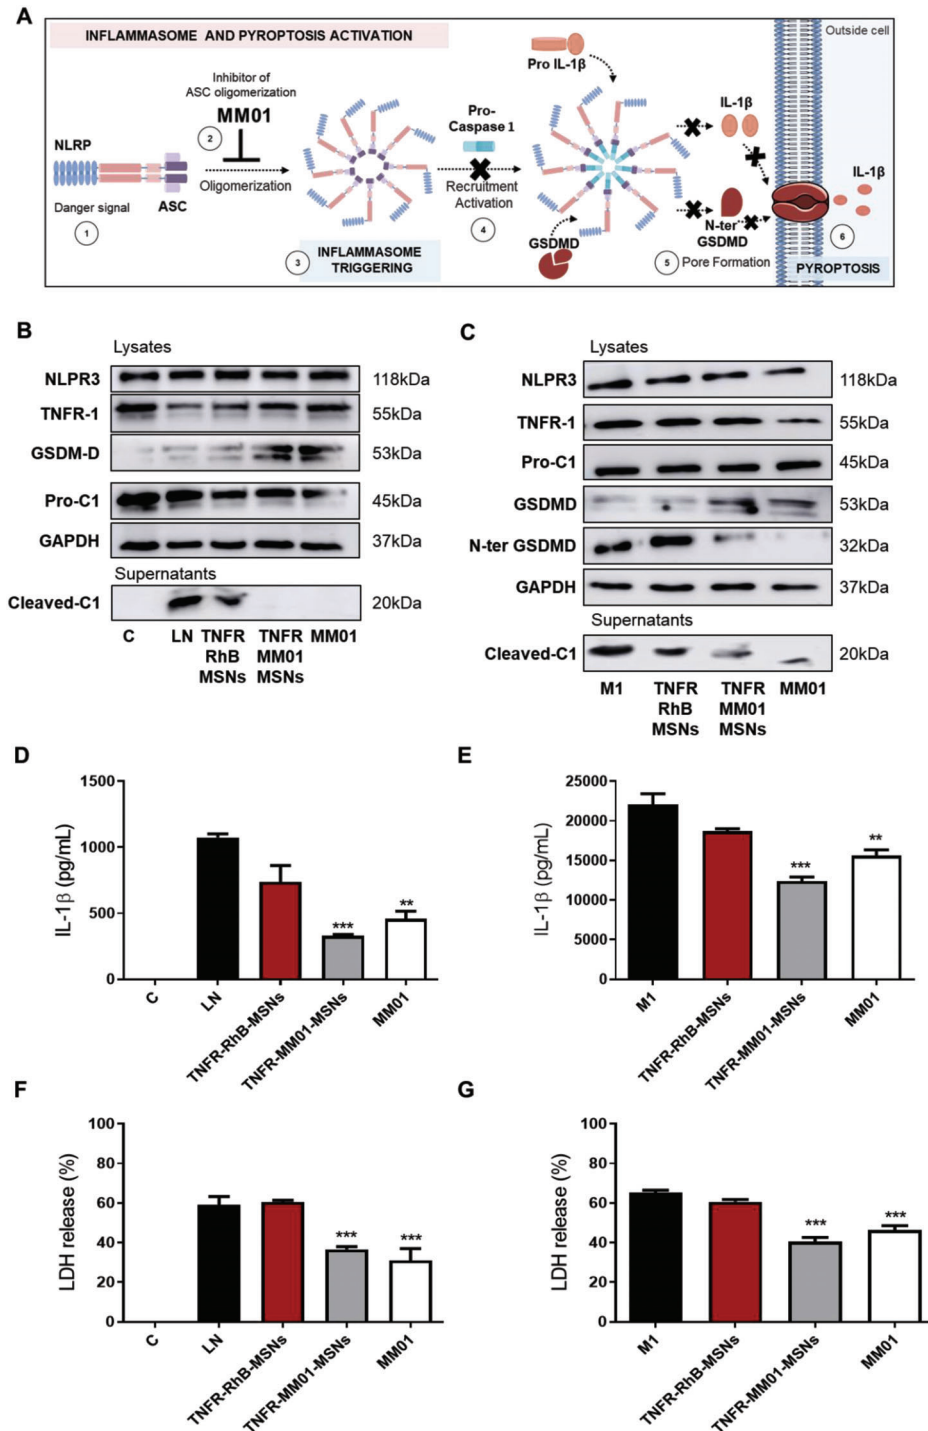 A
INFLAMMASOME AND PYROPTOSIS ACTIVATION
Outside cell
Inhibitor of
ASC oligomerization
MM01
2
NLRP
Oligomerization
ASC
Danger signal
1
3
INFLAMMASOME
TRIGGERING
Pro-
Caspase 1
Recruitment
Activation
4
Pro IL-1β
GSDMD
IL-1β
N-ter
GSDMD
5
Pore Formation
IL-1β
6
PYROPTOSIS
B
Lysates
NLPR3 118kDa
TNFR-1 55kDa
GSDM-D 53kDa
Pro-C1 45kDa
GAPDH 37kDa
Supernatants
Cleaved-C1 20kDa
C LN TNFR TNFR MM01
RhB MM01
MSNs MSNs
C
Lysates
NLPR3 118kDa
TNFR-1 55kDa
Pro-C1 45kDa
GSDMD 53kDa
N-ter GSDMD 32kDa
GAPDH 37kDa
Supernatants
Cleaved-C1 20kDa
M1 TNFR TNFR MM01
RhB MM01
MSNs MSNs
D
IL-1β (pg/mL)
1500
1000
500
0
***
**
C
LN
TNFR-RhB-MSNs
TNFR-MM01-MSNs
MM01
E
IL-1β (pg/mL)
25000
20000
15000
10000
5000
0
***
**
M1
TNFR-RhB-MSNs
TNFR-MM01-MSNs
MM01
F
LDH release (%)
100
80
60
40
20
0
***
***
C
LN
TNFR-RhB-MSNs
TNFR-MM01-MSNs
MM01
G
LDH release (%)
100
80
60
40
20
0
***
***
M1
TNFR-RhB-MSNs
TNFR-MM01-MSNs
MM01